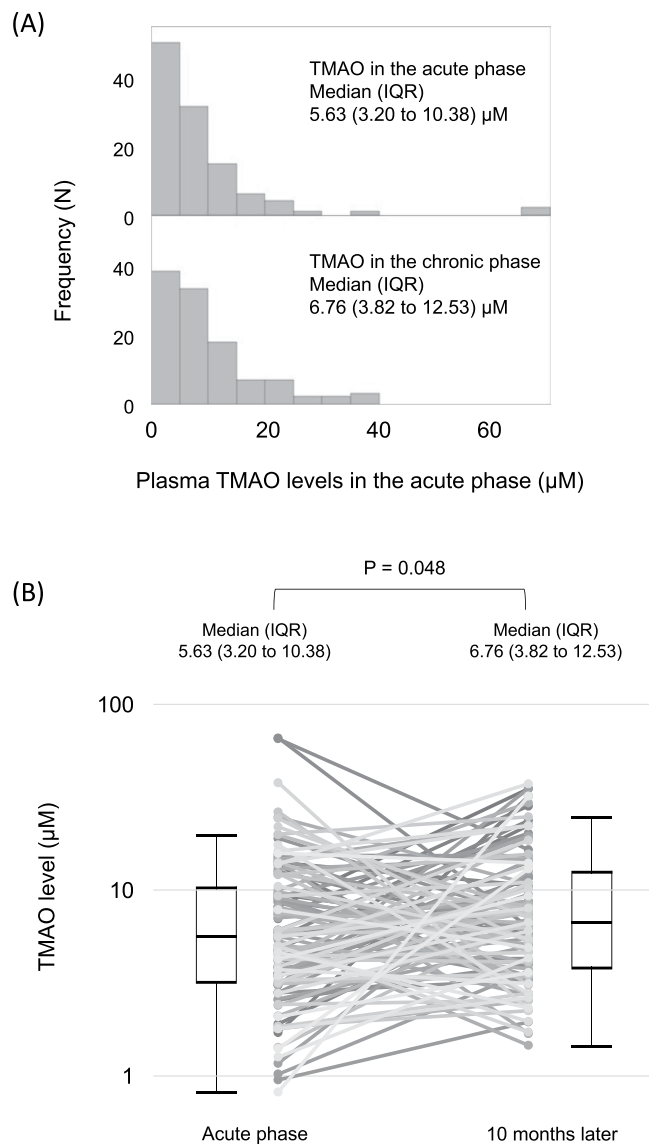 (A)
TMAO in the acute phase
Median (IQR)
5.63 (3.20 to 10.38) µM
40
20
0
TMAO in the chronic phase
Median (IQR)
6.76 (3.82 to 12.53) µM
40
20
0
Frequency (N)
0 20 40 60
Plasma TMAO levels in the acute phase (µM)
(B)
P = 0.048
Median (IQR)
5.63 (3.20 to 10.38)
Median (IQR)
6.76 (3.82 to 12.53)
100
10
1
TMAO level (µM)
Acute phase
10 months later